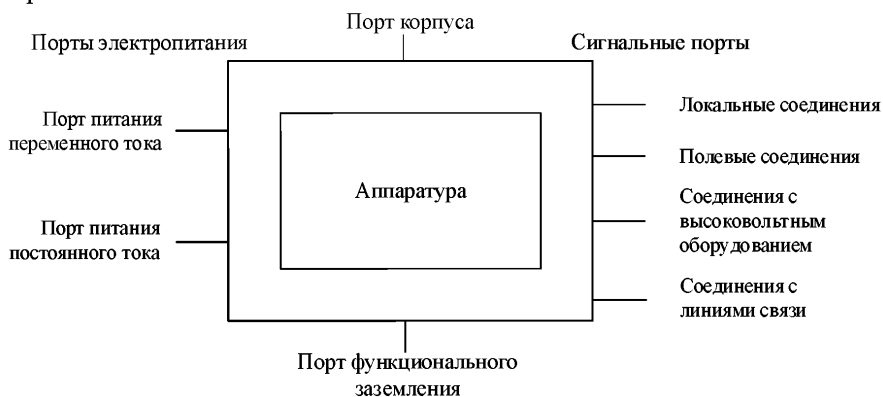 Порт корпуса
Порты электропитания
Сигнальные порты
Порт питания
переменного тока
Порт питания
постоянного тока
Аппаратура
Локальные соединения
Полевые соединения
Соединения с
высоковольтным
оборудованием
Соединения с
линиями связи
Порт функционального
заземления